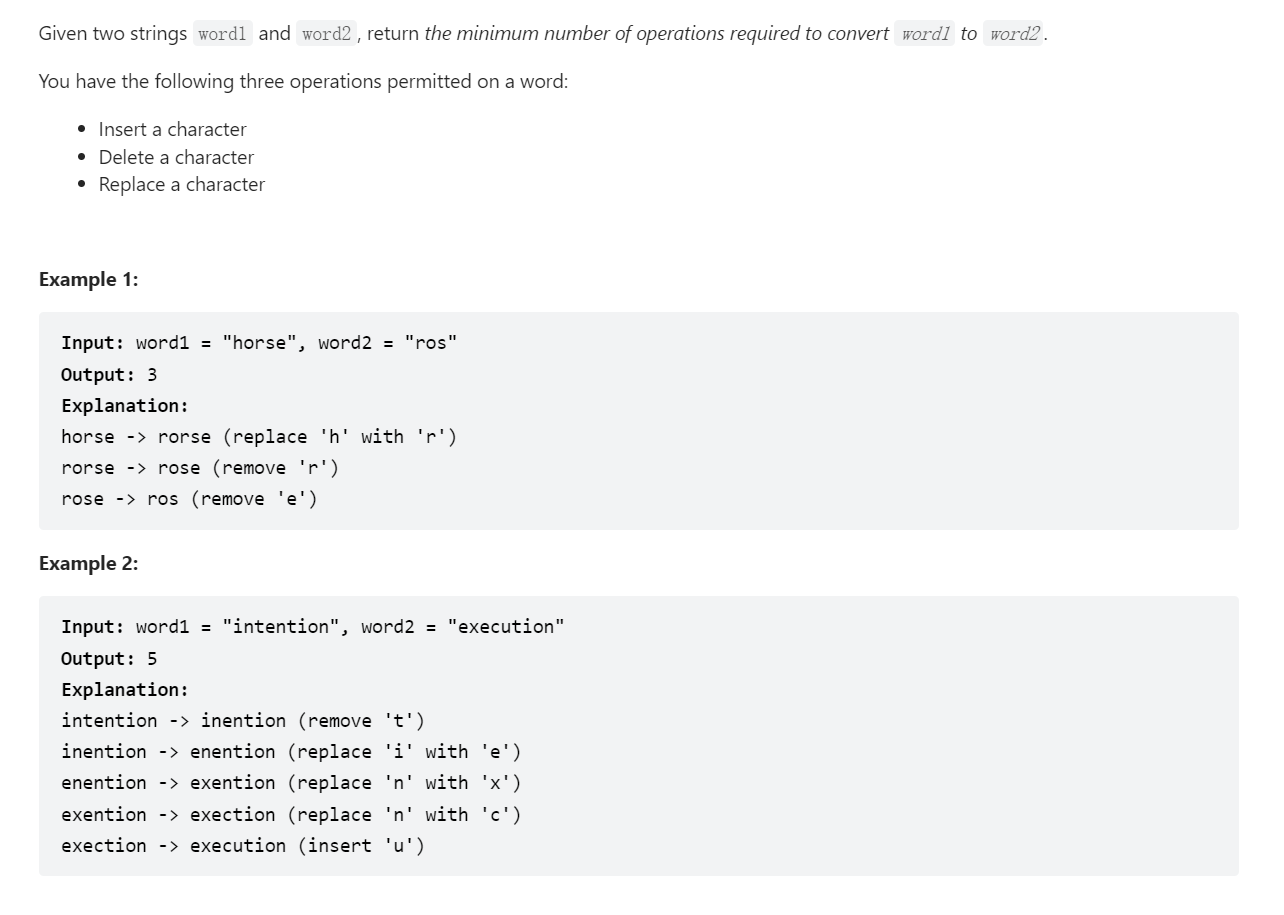 Given two strings word1 and word2 , return the minimum number of operations required to convert word1 to word2 .
You have the following three operations permitted on a word:
• Insert a character
• Delete a character
• Replace a character
Example 1:
Input: word1 = "horse", word2 = "ros"
Output: 3
Explanation:
horse -> rorse (replace 'h' with 'r')
rorse -> rose (remove 'r')
rose -> ros (remove 'e')
Example 2:
Input: word1 = "intention", word2 = "execution"
Output: 5
Explanation:
intention -> inention (remove 't')
inention -> enention (replace 'i' with 'e')
enention -> exention (replace 'n' with 'x')
exention -> exection (replace 'n' with 'c')
exection -> execution (insert 'u')